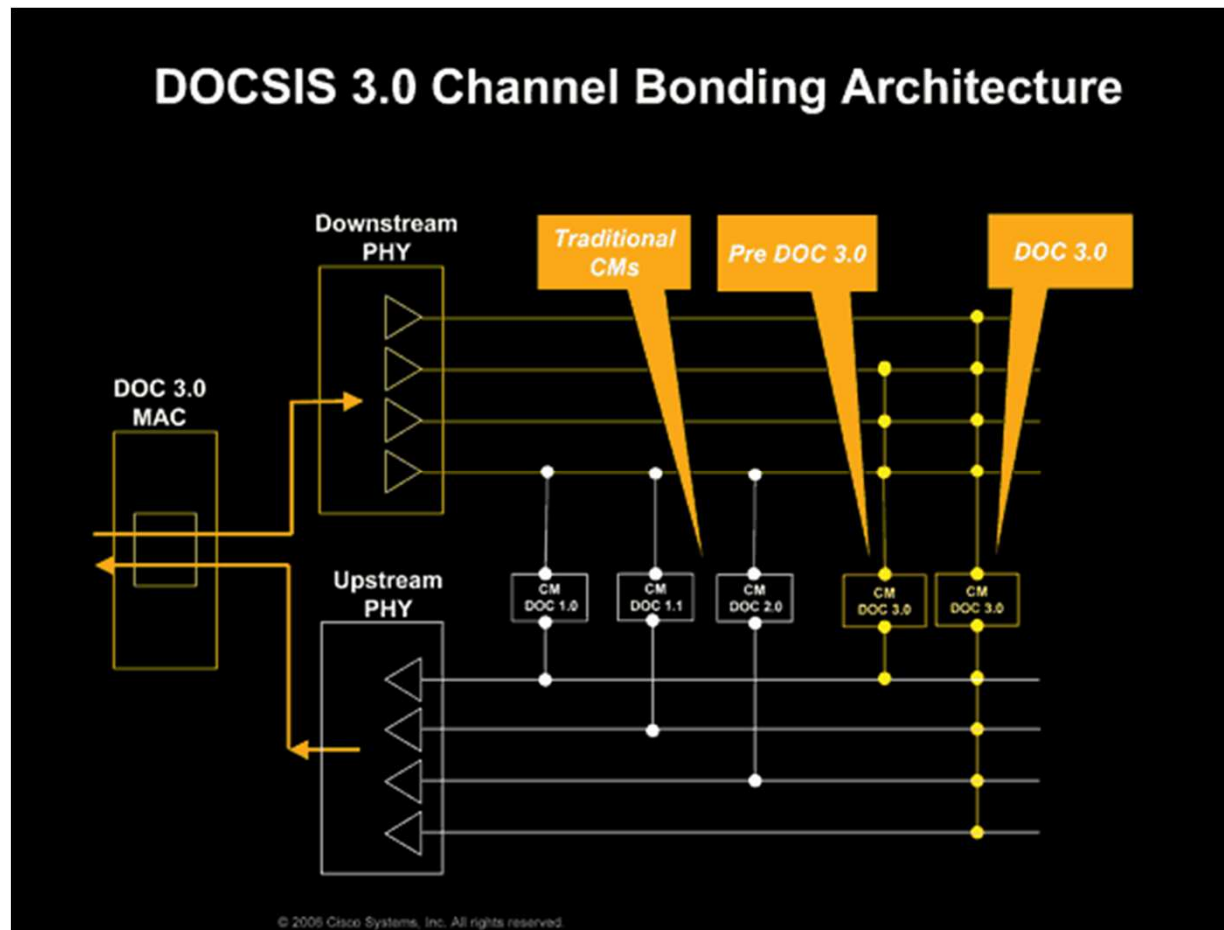 DOCSIS 3.0 Channel Bonding Architecture
Downstream
PHY
Traditional
CMs
Pre DOC 3.0
DOC 3.0
DOC 3.0
MAC
Upstream
PHY
CM
DOC 1.0
CM
DOC 1.1
CM
DOC 2.0
CM
DOC 3.0
CM
DOC 3.0
© 2006 Cisco Systems, Inc. All rights reserved.